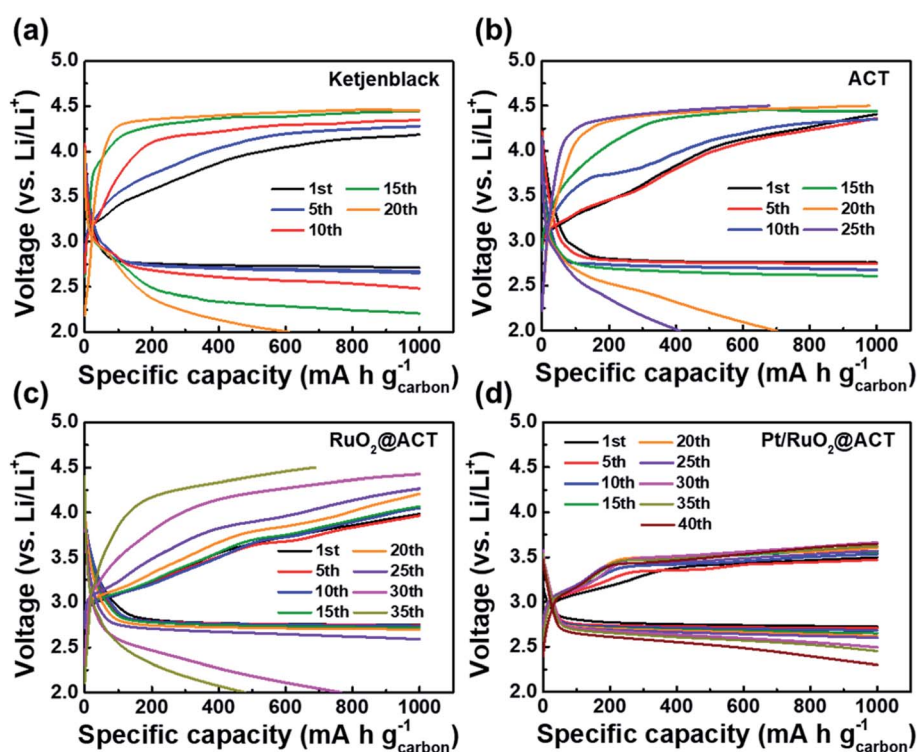 (a)
Ketjenblack
5.0
4.5
4.0
3.5
3.0
2.5
2.0
Voltage (vs. Li/Li⁺)
1st
5th
10th
15th
20th
0 200 400 600 800 1000
Specific capacity (mA h g⁻¹carbon)
(b)
ACT
5.0
4.5
4.0
3.5
3.0
2.5
2.0
Voltage (vs. Li/Li⁺)
1st
5th
10th
15th
20th
25th
0 200 400 600 800 1000
Specific capacity (mA h g⁻¹carbon)
(c)
RuO₂@ACT
5.0
4.5
4.0
3.5
3.0
2.5
2.0
Voltage (vs. Li/Li⁺)
1st
5th
10th
15th
20th
25th
30th
35th
0 200 400 600 800 1000
Specific capacity (mA h g⁻¹carbon)
(d)
Pt/RuO₂@ACT
5.0
4.5
4.0
3.5
3.0
2.5
2.0
Voltage (vs. Li/Li⁺)
1st
5th
10th
15th
20th
25th
30th
35th
40th
0 200 400 600 800 1000
Specific capacity (mA h g⁻¹carbon)